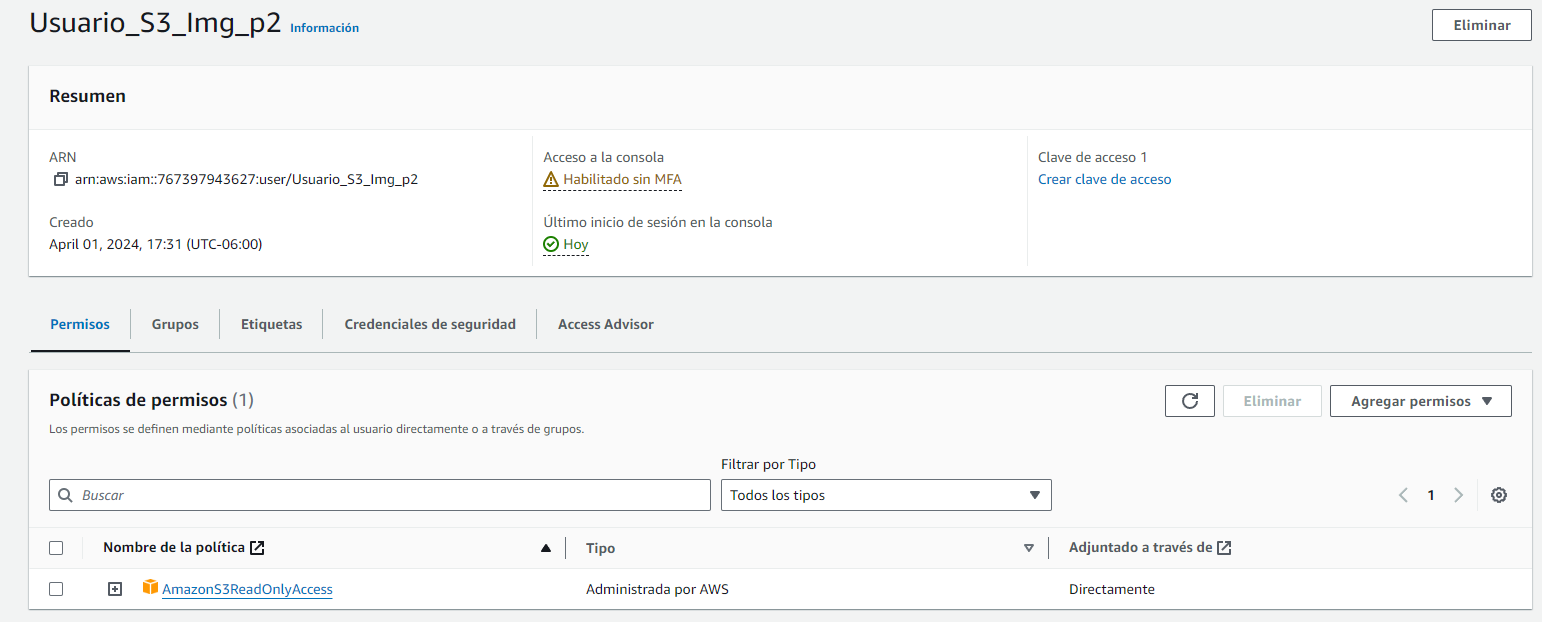 Usuario_S3_Img_p2 Información
Eliminar
Resumen
ARN
arn:aws:iam::767397943627:user/Usuario_S3_Img_p2
Creado
April 01, 2024, 17:31 (UTC-06:00)
Acceso a la consola
Habilitado sin MFA
Último inicio de sesión en la consola
Hoy
Clave de acceso 1
Crear clave de acceso
Permisos Grupos Etiquetas Credenciales de seguridad Access Advisor
Políticas de permisos (1)
Eliminar Agregar permisos
Los permisos se definen mediante políticas asociadas al usuario directamente o a través de grupos.
Filtrar por Tipo
Buscar Todos los tipos 1
Nombre de la política Tipo Adjuntado a través de
AmazonS3ReadOnlyAccess Administrada por AWS Directamente